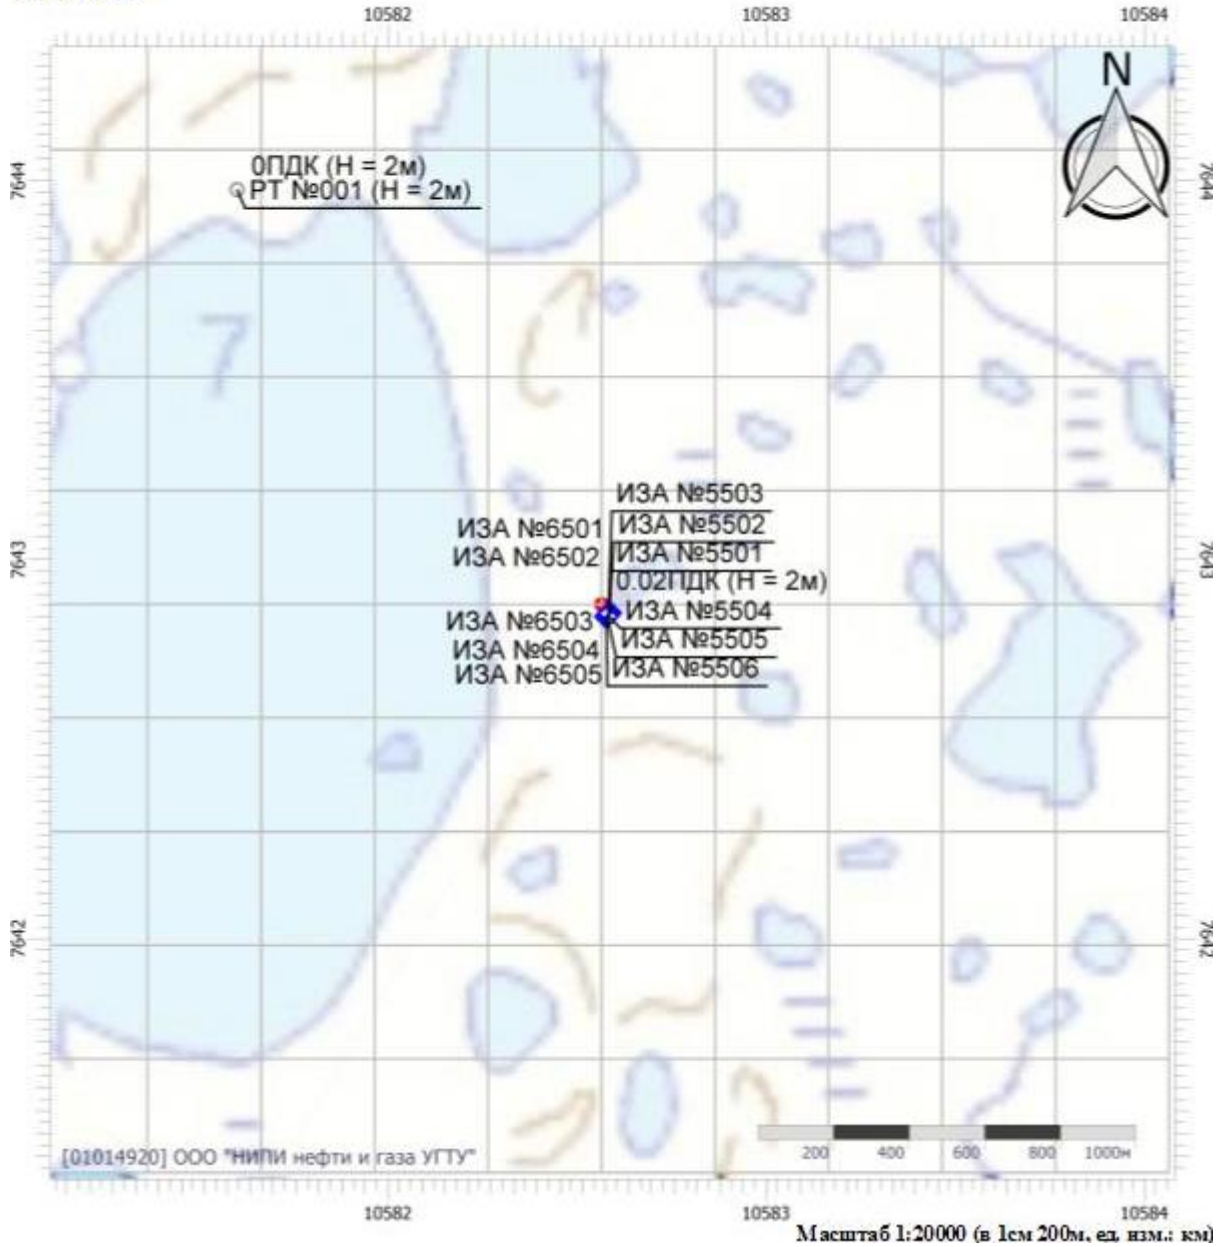 10582 10583 10584
N
0ПДК (Н = 2м)
РТ №001 (Н = 2м)
7644 7644
ИЗА №5503
ИЗА №6501 ИЗА №5502
ИЗА №6502 ИЗА №5501
7643 7643
0.02ПДК (Н = 2м)
ИЗА №6503 ИЗА №5504
ИЗА №6504 ИЗА №5505
ИЗА №6505 ИЗА №5506
7642 7642
200 400 600 800 1000м
[01014920] ООО "НИПИ нефти и газа УГТУ"
10582 10583 10584
Масштаб 1:20000 (в 1см 200м, ед. изм.: км)